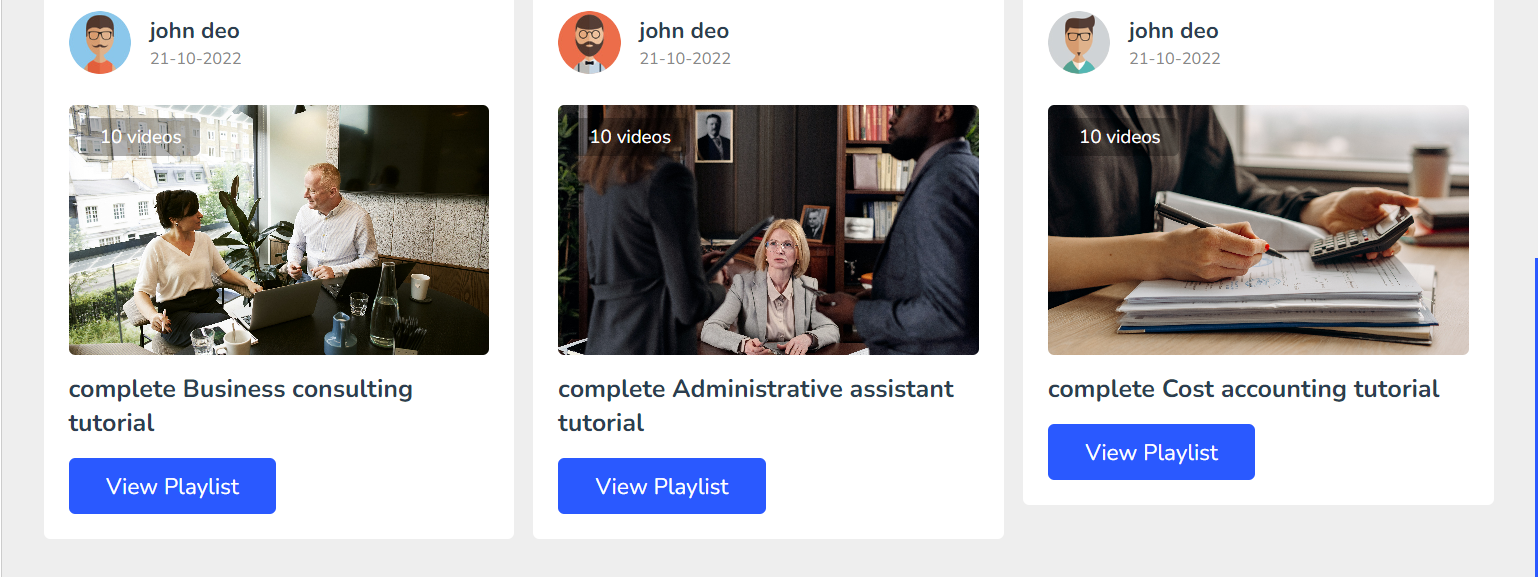 john deo
21-10-2022
10 videos
complete Business consulting
tutorial
View Playlist
john deo
21-10-2022
10 videos
complete Administrative assistant
tutorial
View Playlist
john deo
21-10-2022
10 videos
complete Cost accounting tutorial
View Playlist